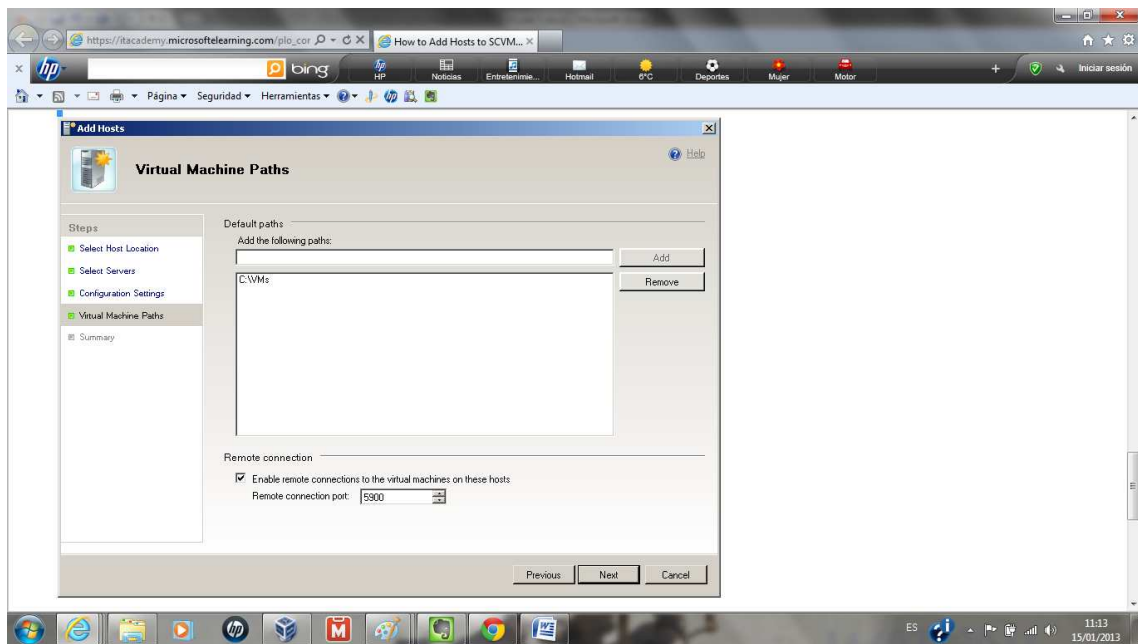 https://itacademy.microsoftelearning.com/plo_cor
How to Add Hosts to SCVM...
hp
bing
HP
Noticias
Entretenimie...
Hotmail
6°C
Deportes
Mujer
Motor
Iniciar sesión
Página
Seguridad
Herramientas
Add Hosts
Virtual Machine Paths
Help
Steps
Select Host Location
Select Servers
Configuration Settings
Virtual Machine Paths
Summary
Default paths
Add the following paths:
Add
C:\VMs
Remove
Remote connection
Enable remote connections to the virtual machines on these hosts
Remote connection port: 5900
Previous
Next
Cancel
ES
11:13
15/01/2013